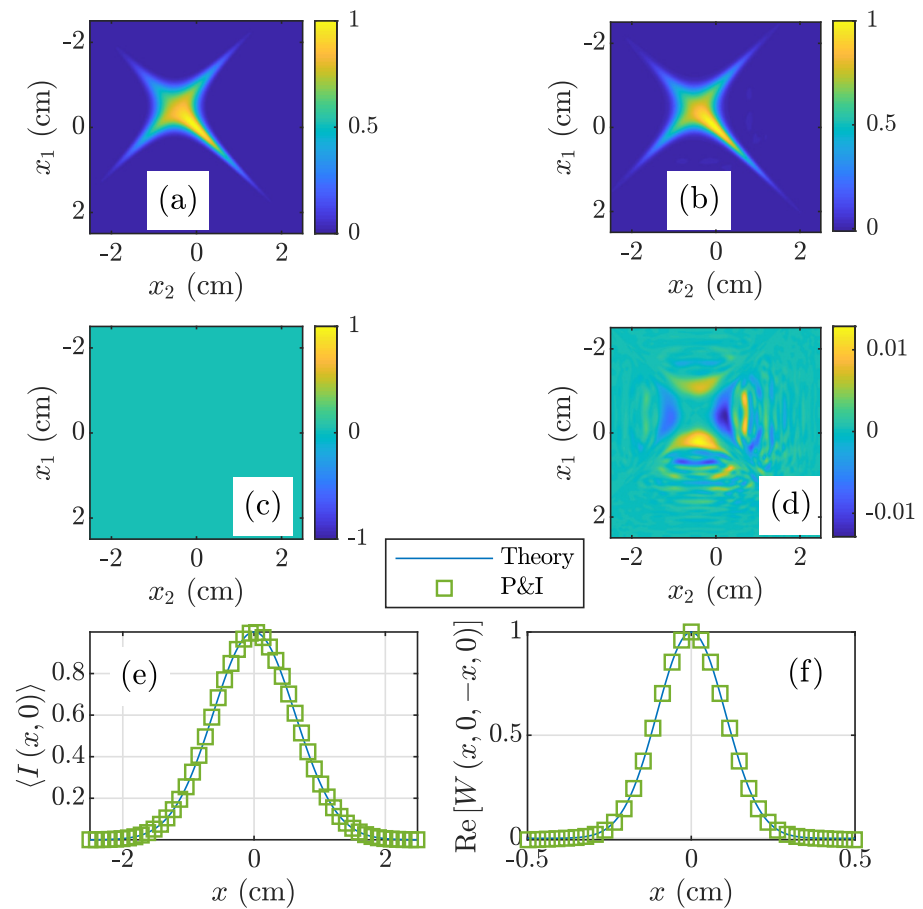 -2
0
2
x₁ (cm)
(a)
-2 0 2
x₂ (cm)
1
0.5
0
-2
0
2
x₁ (cm)
(b)
-2 0 2
x₂ (cm)
1
0.5
0
-2
0
2
x₁ (cm)
(c)
-2 0 2
x₂ (cm)
1
0.5
0
-0.5
-1
-2
0
2
x₁ (cm)
(d)
-2 0 2
x₂ (cm)
0.01
0
-0.01
Theory
P&I
⟨I (x, 0)⟩
0.8
0.6
0.4
0.2
(e)
-2 0 2
x (cm)
Re [W (x, 0, −x, 0)]
1
0.5
0
(f)
-0.5 0 0.5
x (cm)